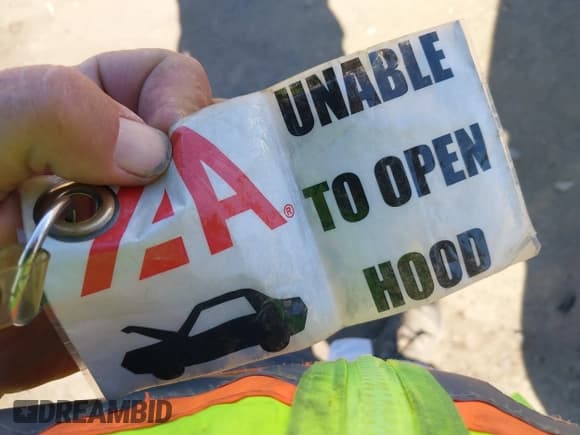 UNABLE
IAA®
TO OPEN
HOOD
DREAMBID